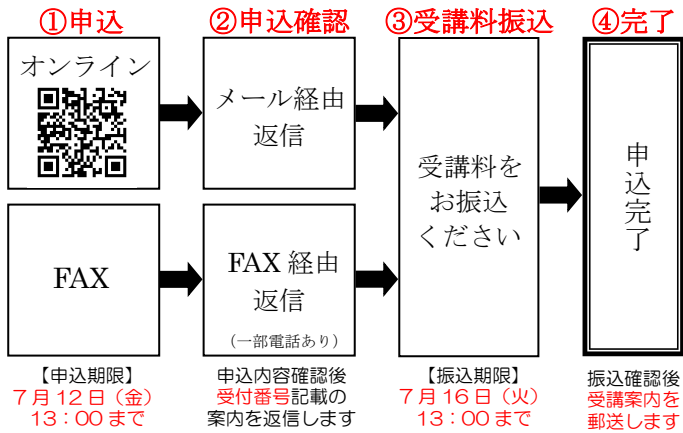 ①申込
オンライン
FAX
【申込期限】
7月12日（金）
13：00まで
②申込確認
メール経由
返信
FAX 経由
返信
（一部電話あり）
申込内容確認後
受付番号記載の
案内を返信します
③受講料振込
受講料を
お振込
ください
【振込期限】
7月16日（火）
13：00まで
④完了
申込完了
振込確認後
受講案内を
郵送します